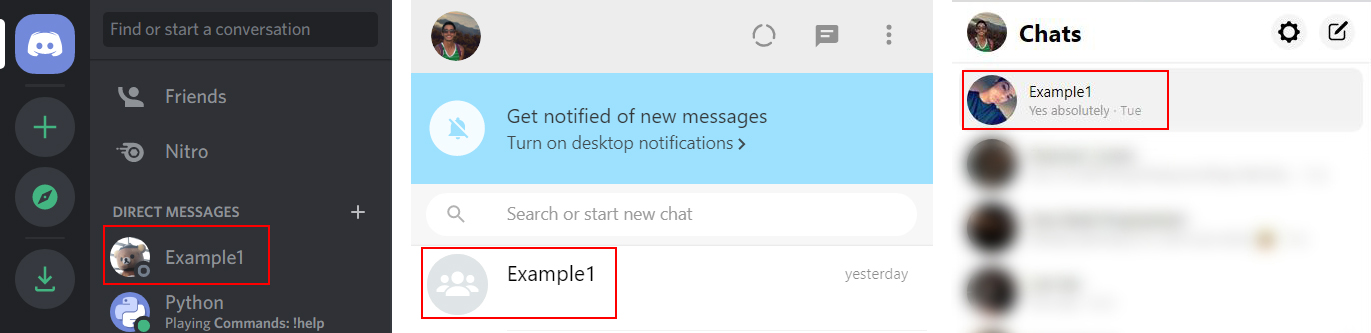 Find or start a conversation
Friends
Nitro
DIRECT MESSAGES
Example1
Python
Playing Commands: !help
Get notified of new messages
Turn on desktop notifications
Search or start new chat
Example1
yesterday
Chats
Example1
Yes absolutely · Tue